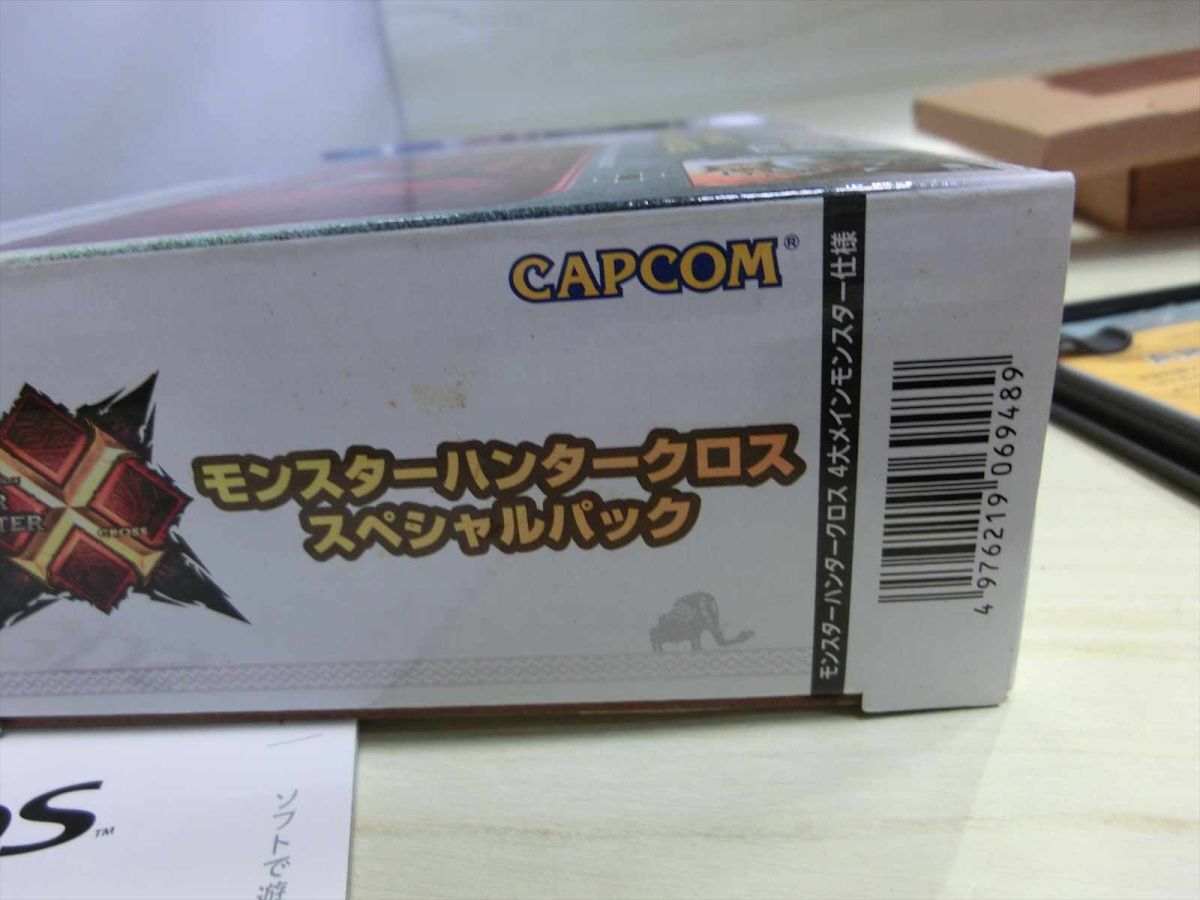 CAPCOM®
モンスターハンタークロス
スペシャルパック
CROSS
モンスターハンタークロス 4大メインモンスター仕様
4 976219 069489
S™
ソフトで遊